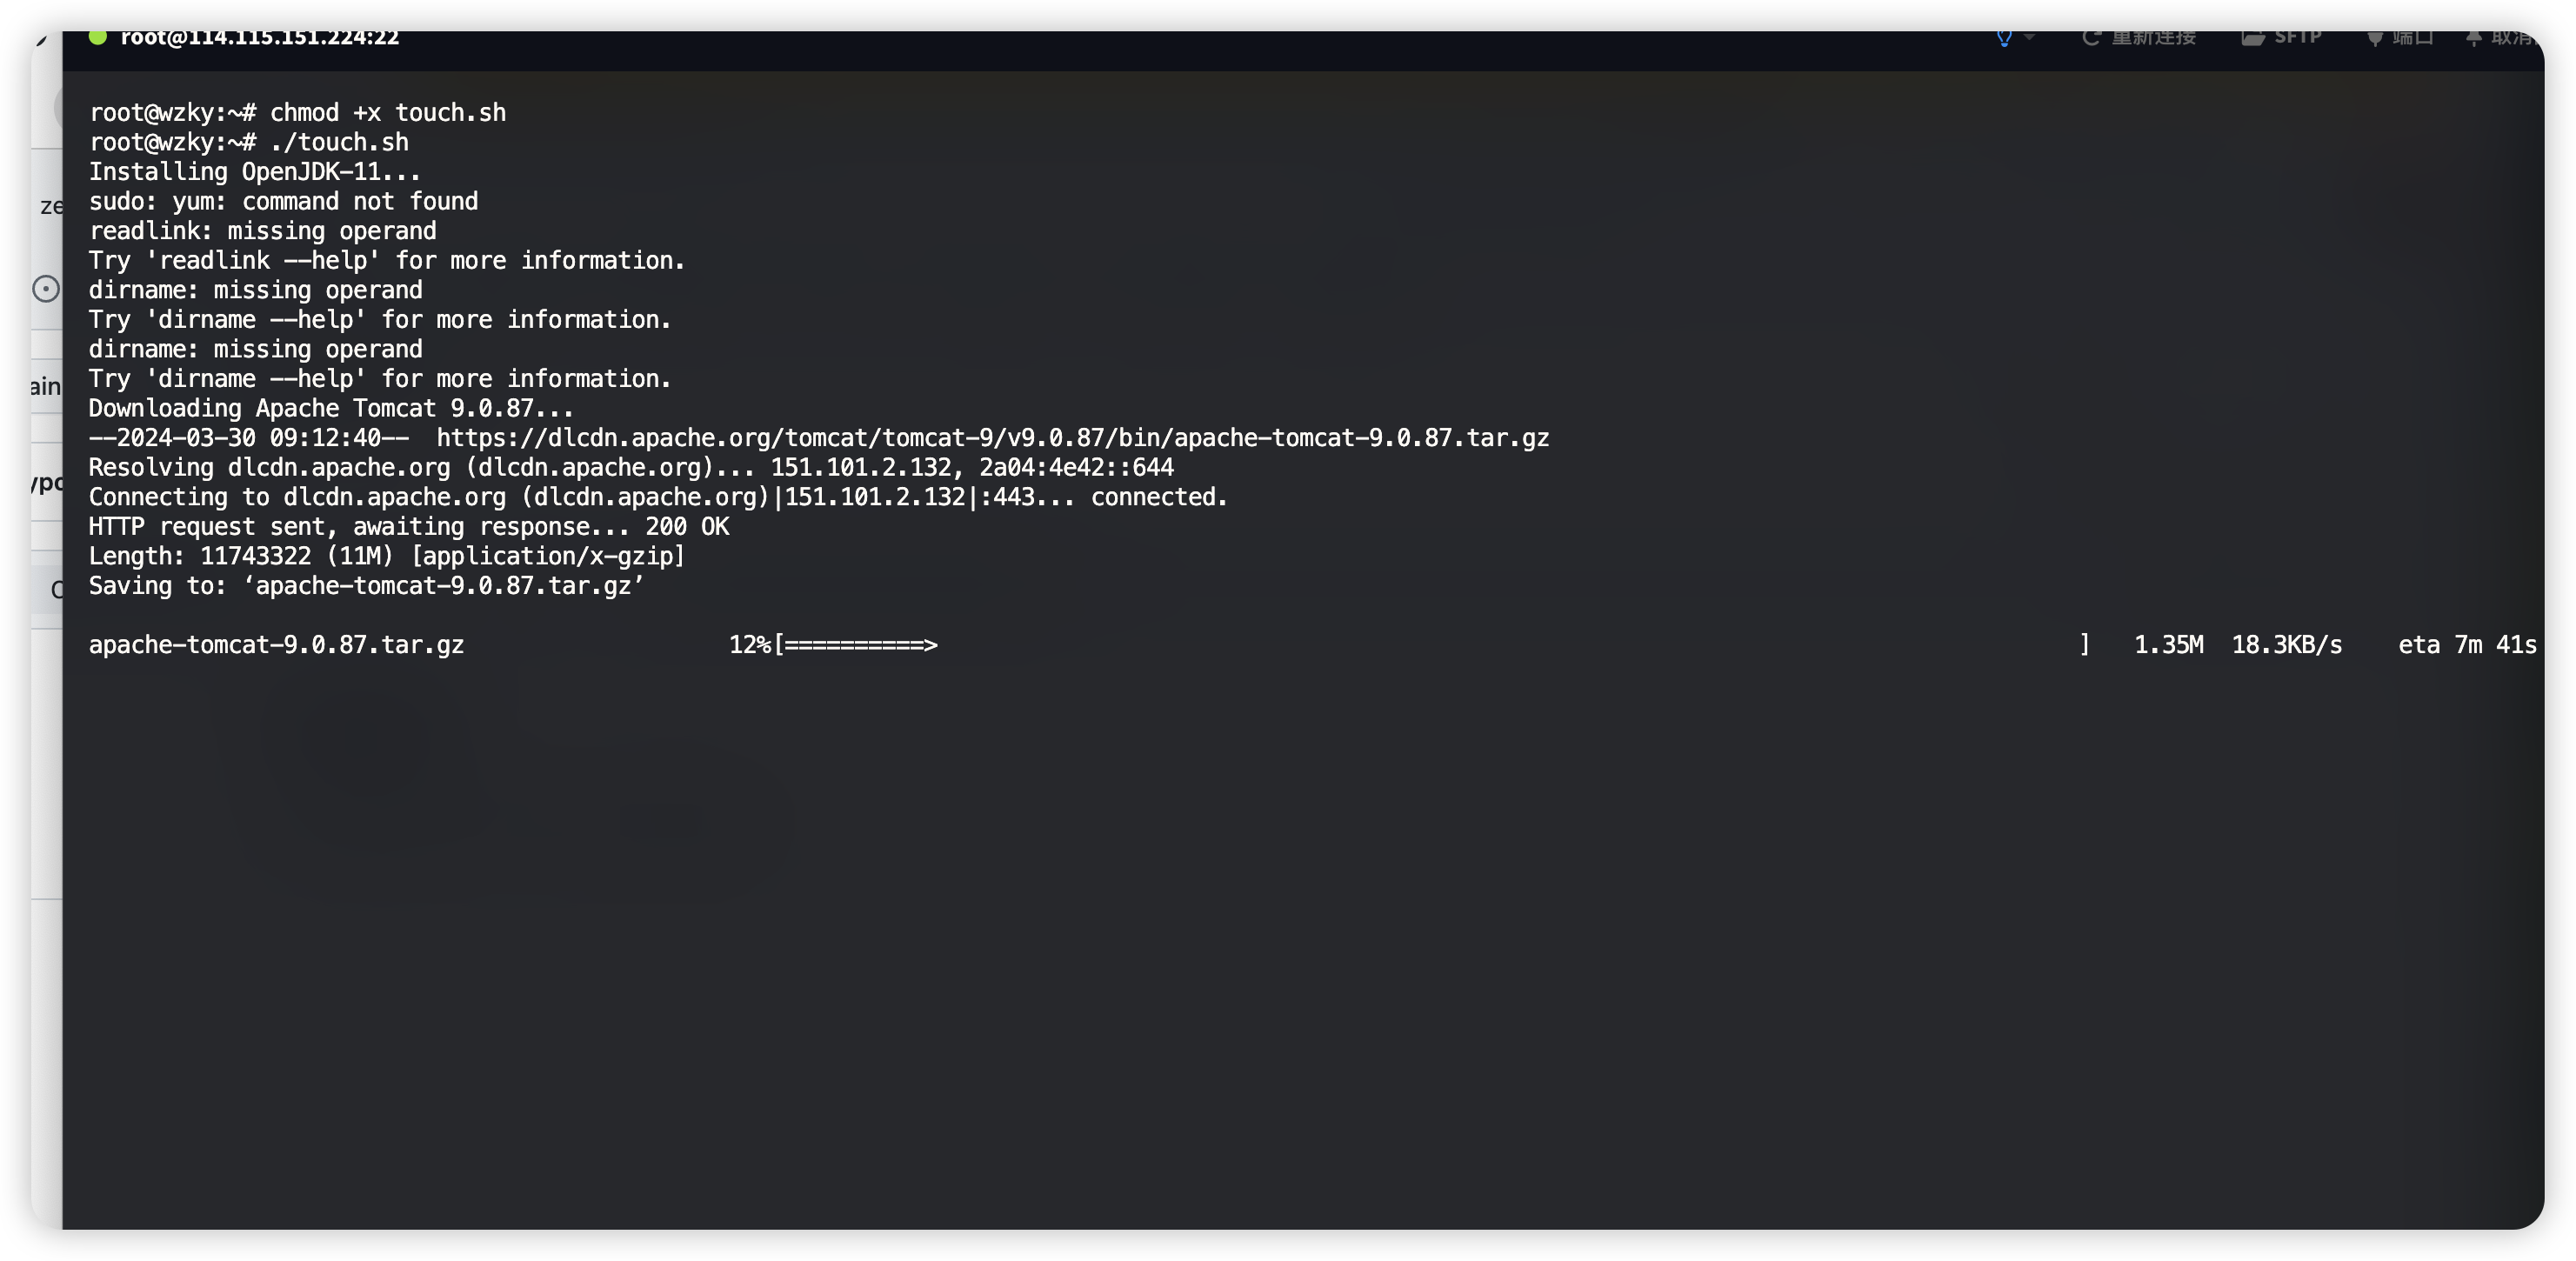 root@114.115.151.224:22
重新连接
SFTP
端口
取消
root@wzky:~# chmod +x touch.sh
root@wzky:~# ./touch.sh
Installing OpenJDK-11...
sudo: yum: command not found
readlink: missing operand
Try 'readlink --help' for more information.
dirname: missing operand
Try 'dirname --help' for more information.
dirname: missing operand
Try 'dirname --help' for more information.
Downloading Apache Tomcat 9.0.87...
--2024-03-30 09:12:40--  https://dlcdn.apache.org/tomcat/tomcat-9/v9.0.87/bin/apache-tomcat-9.0.87.tar.gz
Resolving dlcdn.apache.org (dlcdn.apache.org)... 151.101.2.132, 2a04:4e42::644
Connecting to dlcdn.apache.org (dlcdn.apache.org)|151.101.2.132|:443... connected.
HTTP request sent, awaiting response... 200 OK
Length: 11743322 (11M) [application/x-gzip]
Saving to: ‘apache-tomcat-9.0.87.tar.gz’
apache-tomcat-9.0.87.tar.gz 12%[==========> ] 1.35M 18.3KB/s eta 7m 41s